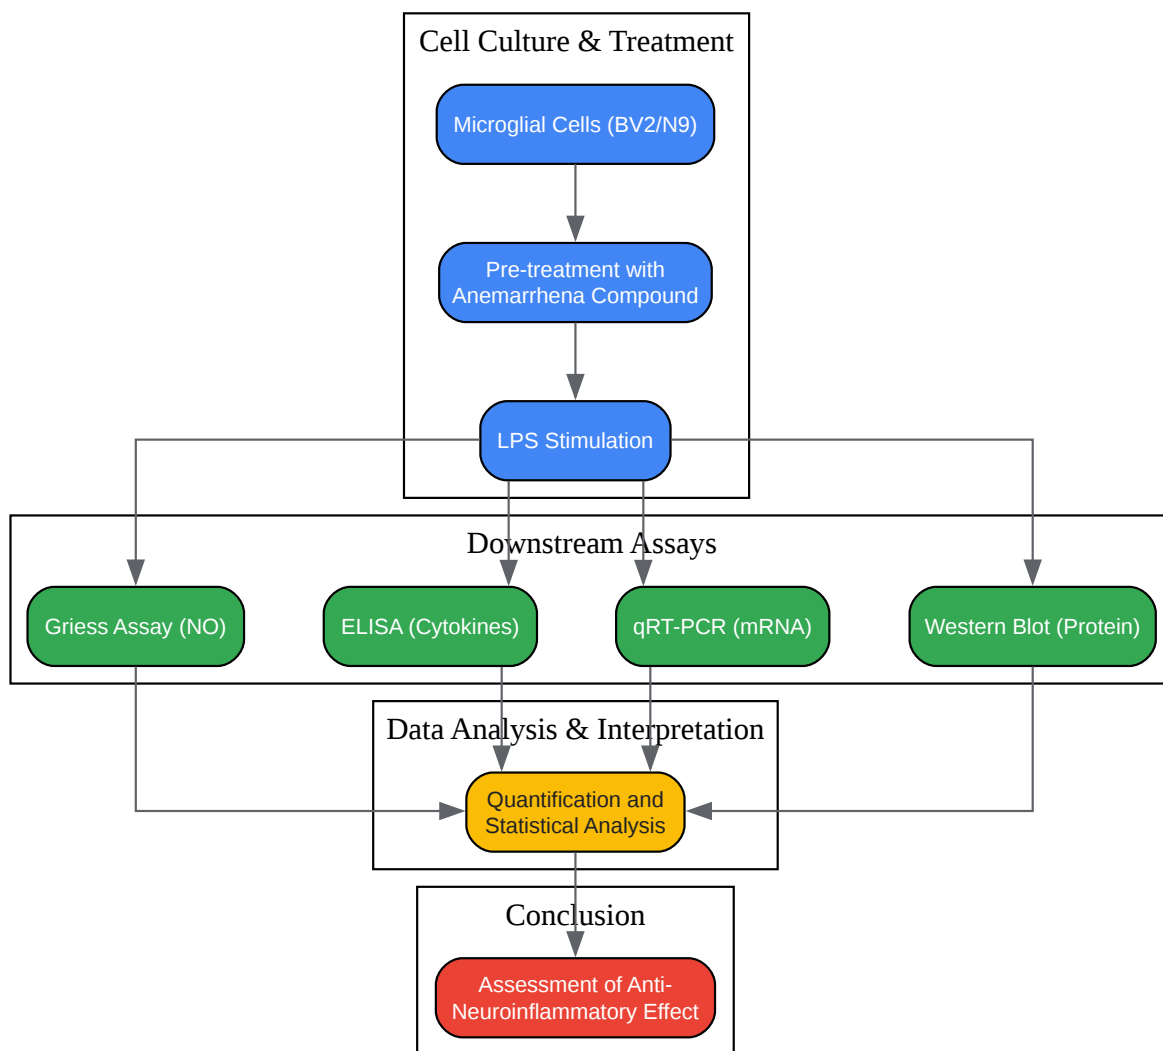 Cell Culture & Treatment
Microglial Cells (BV2/N9)
Pre-treatment with
Anemarrhena Compound
LPS Stimulation
Downstream Assays
Griess Assay (NO)
ELISA (Cytokines)
qRT-PCR (mRNA)
Western Blot (Protein)
Data Analysis & Interpretation
Quantification and
Statistical Analysis
Conclusion
Assessment of Anti-
Neuroinflammatory Effect